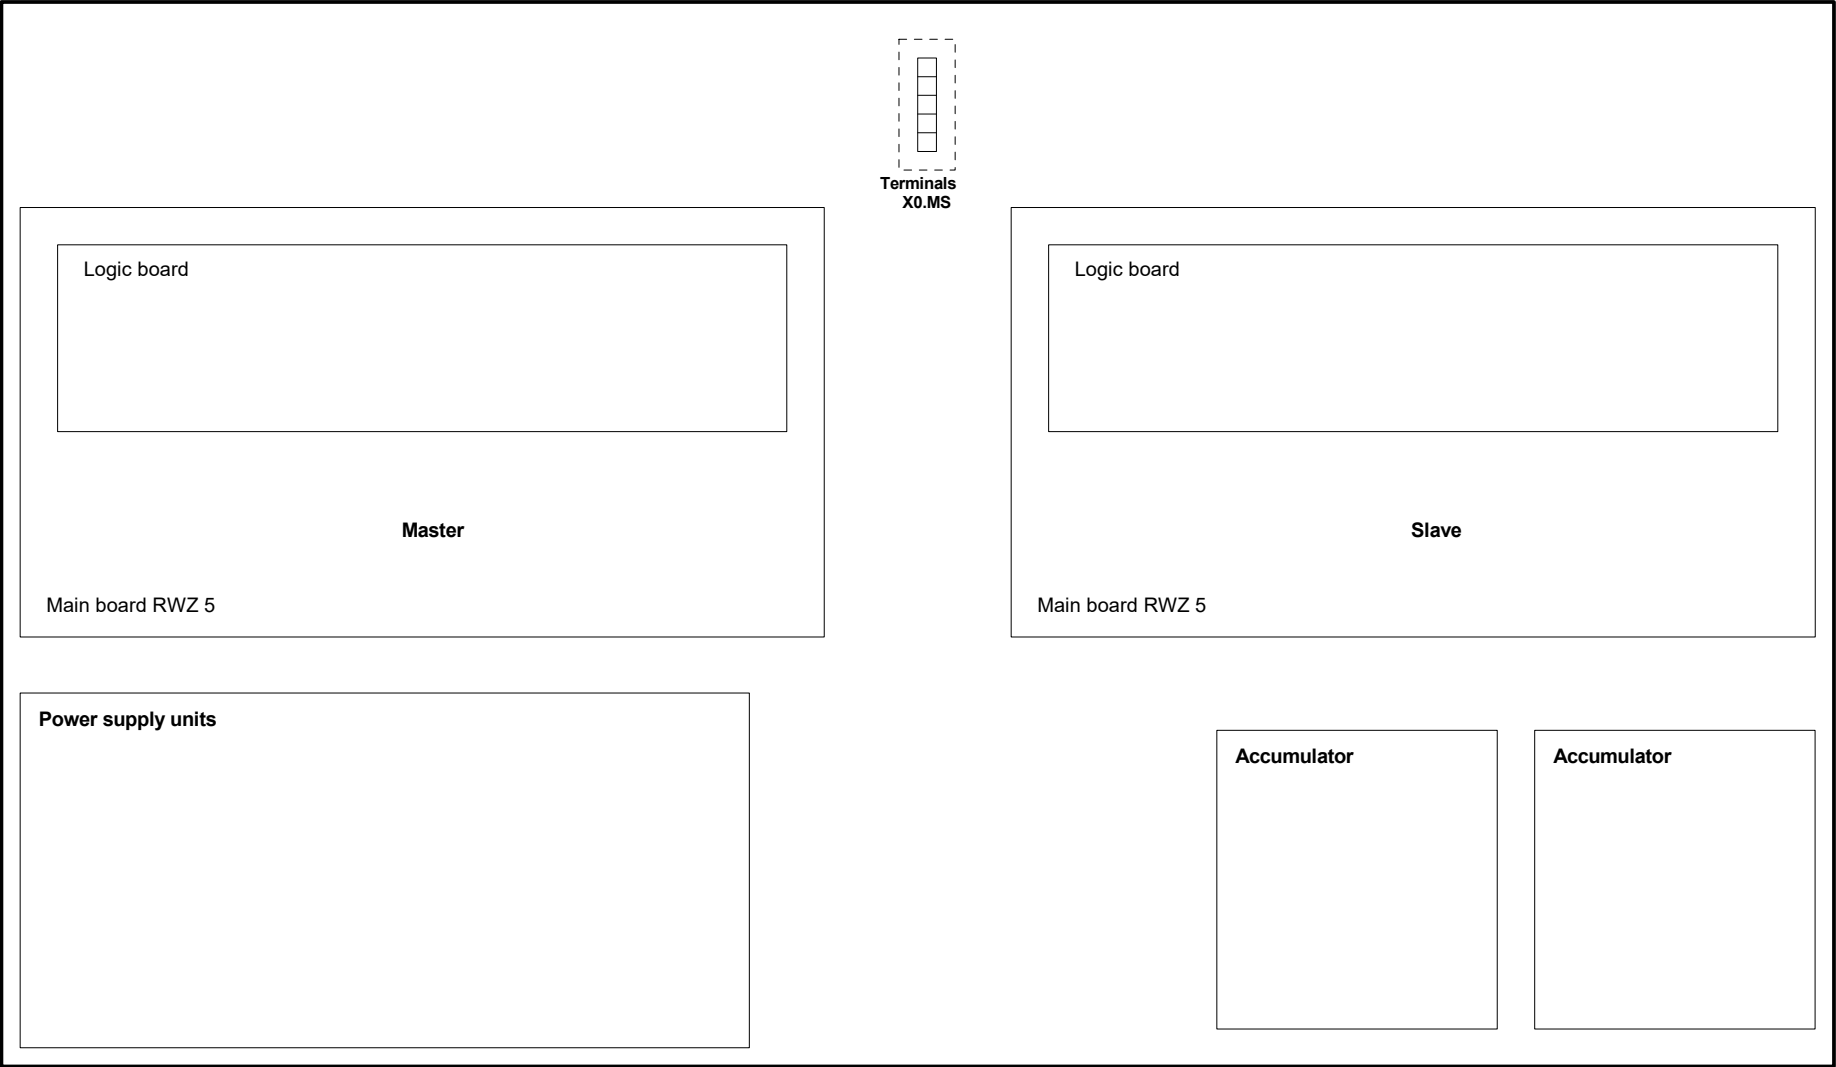 Terminals
X0.MS
Logic board
Logic board
Master
Slave
Main board RWZ 5
Main board RWZ 5
Power supply units
Accumulator
Accumulator